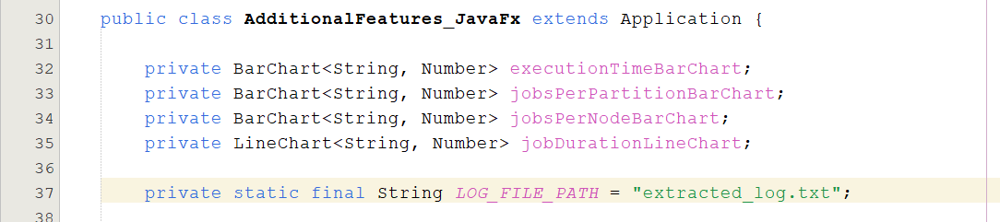 30 public class AdditionalFeatures_JavaFx extends Application {
31
32 private BarChart<String, Number> executionTimeBarChart;
33 private BarChart<String, Number> jobsPerPartitionBarChart;
34 private BarChart<String, Number> jobsPerNodeBarChart;
35 private LineChart<String, Number> jobDurationLineChart;
36
37 private static final String LOG_FILE_PATH = "extracted_log.txt";
38